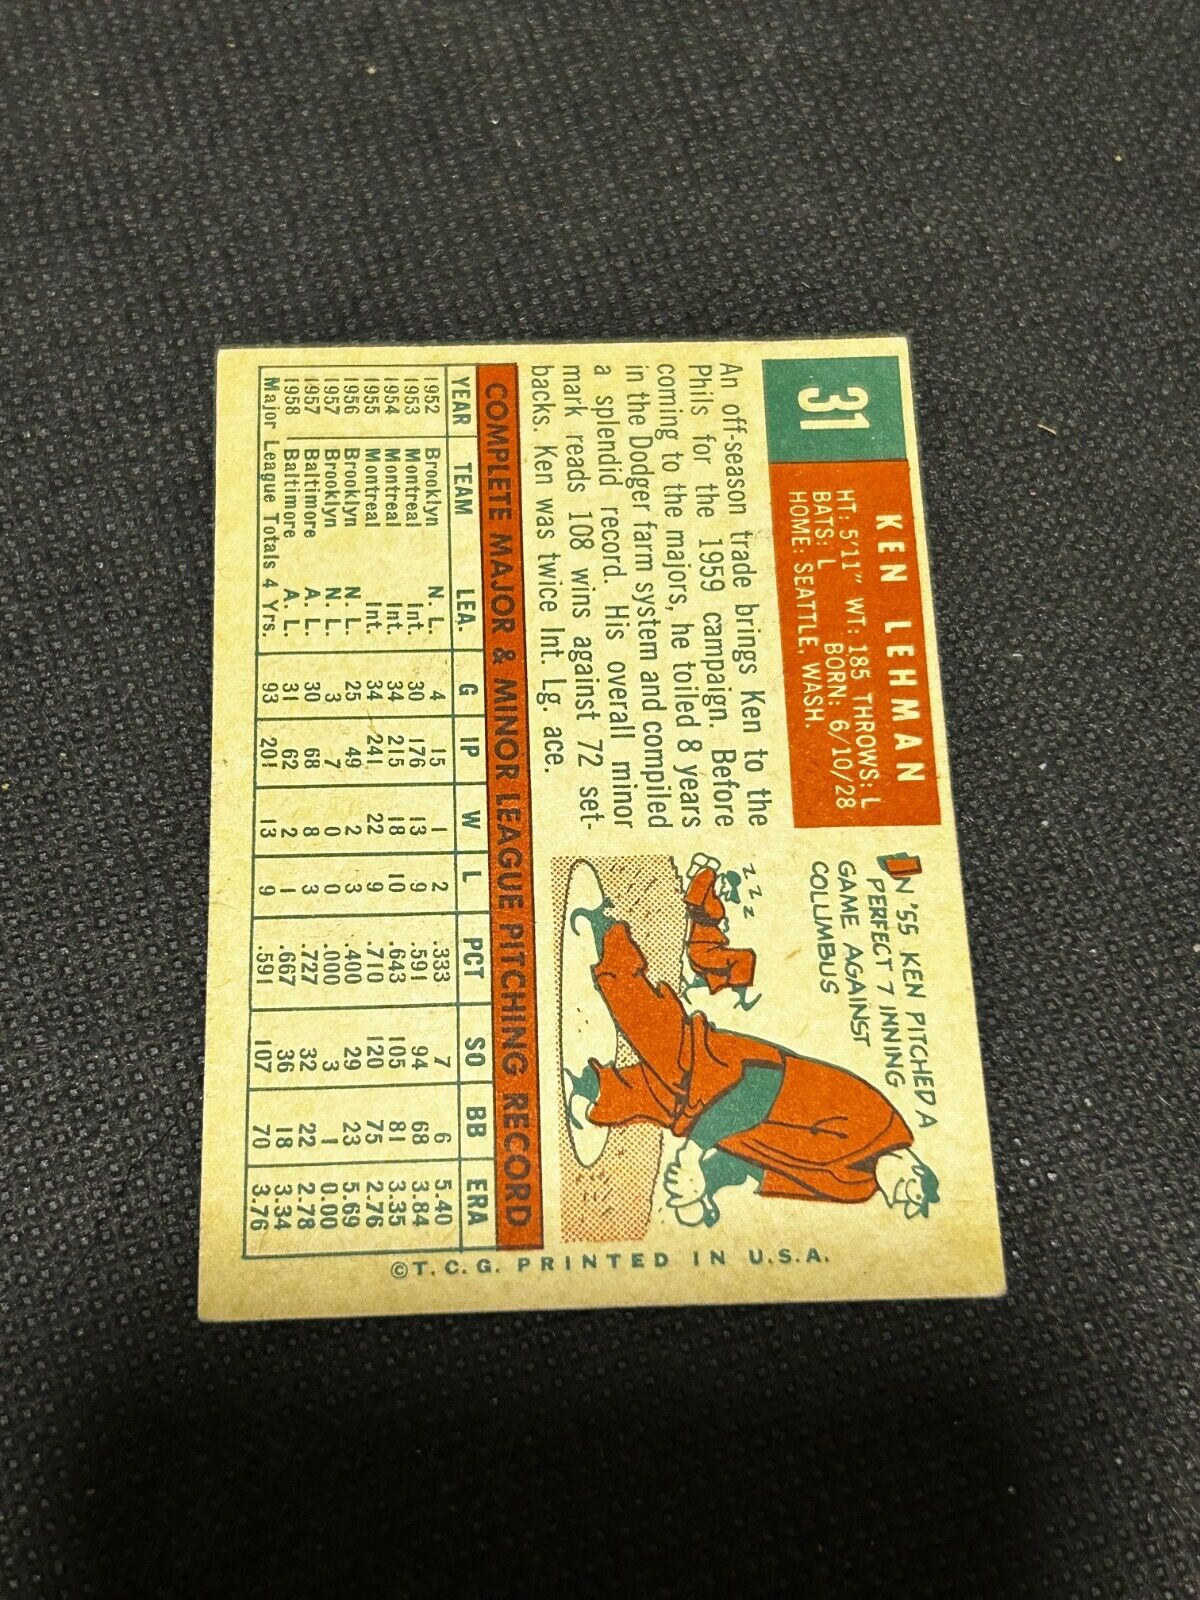 31
KEN LEHMAN
HT: 5'11" WT: 185 THROWS: L
BATS: L BORN: 6/10/28
HOME: SEATTLE, WASH.
An off-season trade brings Ken to the
Phils for the 1959 campaign. Before
coming to the majors, he toiled 8 years
in the Dodger farm system and compiled
a splendid record. His overall minor
mark reads 108 wins against 72 set-
backs. Ken was twice Int. Lg. ace.
IN '55 KEN PITCHED A
PERFECT 7 INNING
GAME AGAINST
COLUMBUS
Z Z Z
COMPLETE MAJOR & MINOR LEAGUE PITCHING RECORD
YEAR TEAM LEA. G IP W L PCT SO BB ERA
1952 Brooklyn N. L. 4 15 1 2 .333 7 6 5.40
1953 Montreal Int. 30 176 13 9 .591 94 68 3.84
1954 Montreal Int. 34 215 18 10 .643 105 81 3.35
1955 Montreal Int. 34 241 22 9 .710 120 75 2.76
1956 Brooklyn N. L. 25 49 2 3 .400 29 23 5.69
1957 Brooklyn N. L. 3 7 0 0 .000 3 1 0.00
1957 Baltimore A. L. 30 68 8 3 .727 32 22 2.78
1958 Baltimore A. L. 31 62 2 1 .667 36 18 3.34
Major League Totals 4 Yrs. 93 201 13 9 .591 107 70 3.76
©T.C.G. PRINTED IN U.S.A.